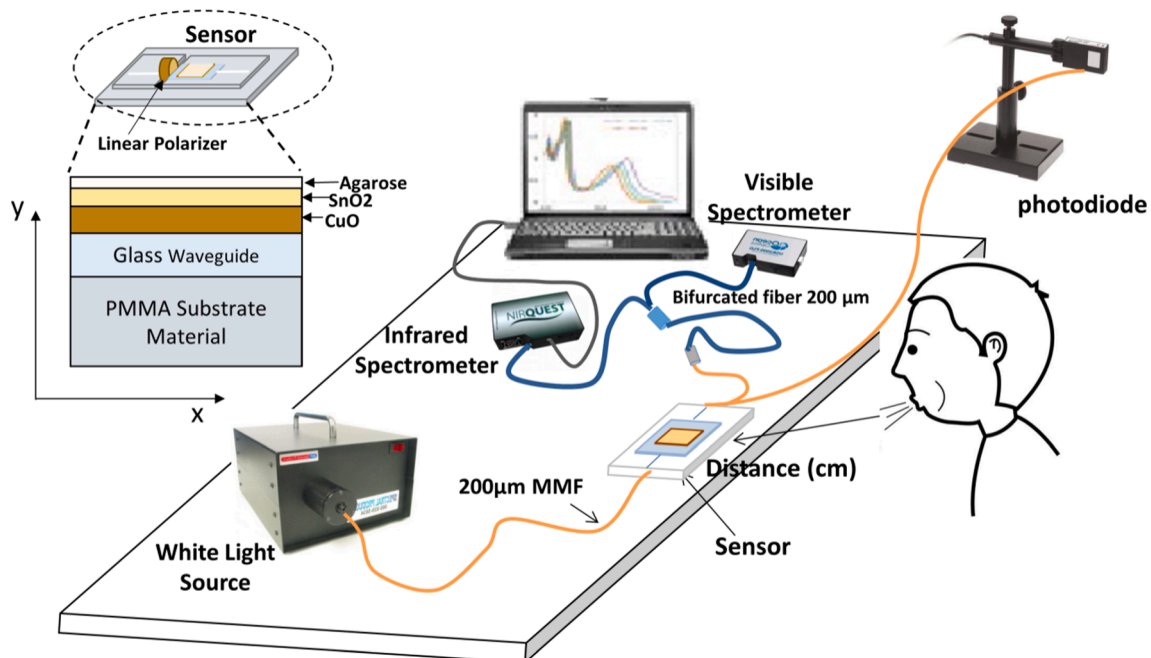 Sensor
Linear Polarizer
Agarose
SnO2
CuO
Glass Waveguide
PMMA Substrate
Material
y
x
Visible
Spectrometer
photodiode
Bifurcated fiber 200 µm
NIRQUEST
Infrared
Spectrometer
Distance (cm)
200µm MMF
Sensor
White Light
Source